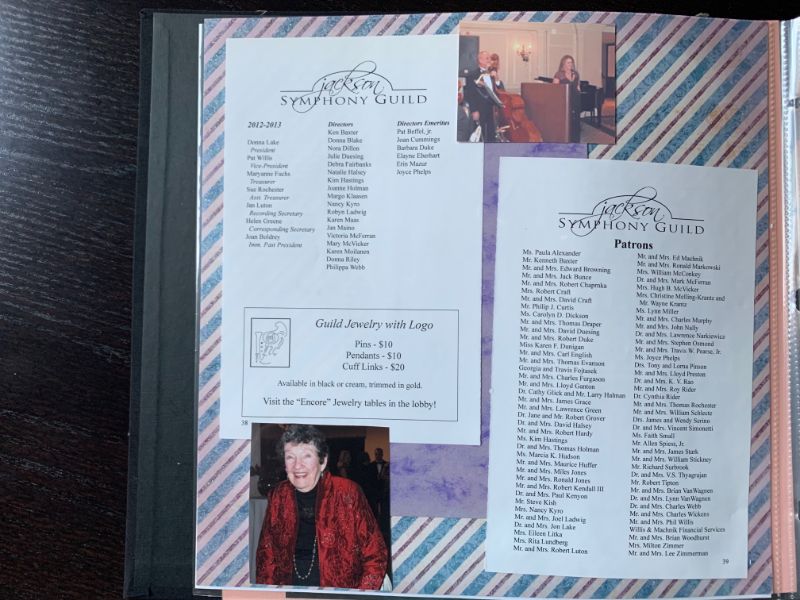 jackson
SYMPHONY GUILD
2012-2013
Donna Lake
President
Pat Willis
Vice-President
Maryanne Fuchs
Treasurer
Sue Rochester
Asst. Treasurer
Jan Luton
Recording Secretary
Helen Greene
Corresponding Secretary
Joan Boldrey
Imm. Past President
Directors
Ken Baxter
Donna Blake
Nora Dillon
Julie Duesing
Debra Fairbanks
Natalie Halsey
Kim Hastings
Joanne Holman
Margo Klaasen
Nancy Kyro
Robyn Ladwig
Karen Maas
Jan Maino
Victoria McFerran
Mary McVicker
Karen Moilanen
Donna Riley
Philippa Webb
Directors Emeritus
Pat Beffel, jr.
Joan Cummings
Barbara Duke
Elayne Eberhart
Eris Mazur
Joyce Phelps
Guild Jewelry with Logo
Pins - $10
Pendants - $10
Cuff Links - $20
Available in black or cream, trimmed in gold.
Visit the "Encore" Jewelry tables in the lobby!
38
jackson
SYMPHONY GUILD
Patrons
Ms. Paula Alexander
Mr. Kenneth Baxter
Mr. and Mrs. Edward Browning
Mr. and Mrs. Jack Bunce
Mr. and Mrs. Robert Chaprnka
Mrs. Robert Craft
Mr. and Mrs. David Craft
Mr. Philip J. Curtis
Ms. Carolyn D. Dickson
Mr. and Mrs. Thomas Draper
Mr. and Mrs. David Duesing
Mr. and Mrs. Robert Duke
Miss Karen F. Dunigan
Mr. and Mrs. Carl English
Mr. and Mrs. Thomas Evanson
Georgia and Travis Fojtasek
Mr. and Mrs. Charles Ferguson
Mr. and Mrs. Lloyd Ganton
Dr. Cathy Glick and Mr. Larry Halman
Mr. and Mrs. James Grace
Mr. and Mrs. Lawrence Green
Dr. Jane and Mr. Robert Grover
Dr. and Mrs. David Halsey
Mr. and Mrs. Robert Hardy
Ms. Kim Hastings
Dr. and Mrs. Thomas Holman
Ms. Marcia K. Hudson
Mr. and Mrs. Maurice Huffer
Mr. and Mrs. Miles Jones
Mr. and Mrs. Ronald Jones
Mr. and Mrs. Robert Kendall III
Dr. and Mrs. Paul Kenyon
Mr. Steve Kish
Mrs. Nancy Kyro
Mr. and Mrs. Joel Ladwig
Dr. and Mrs. Jon Lake
Mrs. Eileen Litka
Mrs. Rita Lundberg
Mr. and Mrs. Robert Luton
Mr. and Mrs. Ed Machnik
Mr. and Mrs. Ronald Markowski
Mrs. William McConkey
Dr. and Mrs. Mark McFerran
Mrs. Hugh B. McVicker
Mrs. Christine Melling-Krantz and
Mr. Wayne Krantz
Ms. Lynn Miller
Mr. and Mrs. Charles Murphy
Mr. and Mrs. John Nally
Dr. and Mrs. Lawrence Narkiewicz
Mr. and Mrs. Stephen Osmond
Mr. and Mrs. Travis W. Pearse, Jr.
Ms. Joyce Phelps
Drs. Tony and Lorna Pinson
Mr. and Mrs. Lloyd Preston
Dr. and Mrs. K. V. Rao
Mr. and Mrs. Roy Rider
Dr. Cynthia Rider
Mr. and Mrs. Thomas Rochester
Mr. and Mrs. William Schlecte
Drs. James and Wendy Serino
Dr. and Mrs. Vincent Simonetti
Ms. Faith Small
Mr. Allen Spiess, Jr.
Mr. and Mrs. James Stark
Mr. and Mrs. William Stickney
Mr. Richard Surbrook
Dr. and Mrs. V.S. Thyagrajan
Mr. Robert Tipton
Mr. and Mrs. Brian VanWagnen
Dr. and Mrs. Lynn VanWagnen
Dr. and Mrs. Charles Webb
Mr. and Mrs. Charles Wickens
Mr. and Mrs. Phil Willis
Willis & Machnik Financial Services
Mr. and Mrs. Brian Woodhurst
Mrs. Milton Zimmer
Mr. and Mrs. Lee Zimmerman
39